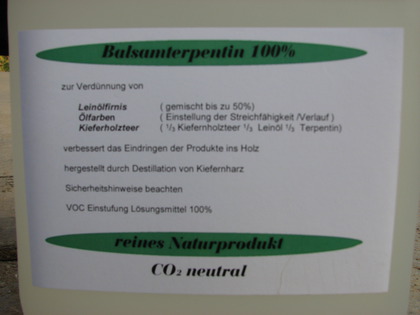 Balsamterpentin 100%
zur Verdünnung von
Leinölfirnis ( gemischt bis zu 50%)
Ölfarben ( Einstellung der Streichfähigkeit /Verlauf )
Kieferholzteer ( ⅓ Kiefernholzteer ⅓ Leinöl ⅓ Terpentin)
verbessert das Eindringen der Produkte ins Holz
hergestellt durch Destillation von Kiefernharz
Sicherheitshinweise beachten
VOC Einstufung Lösungsmittel 100%
reines Naturprodukt
CO₂ neutral